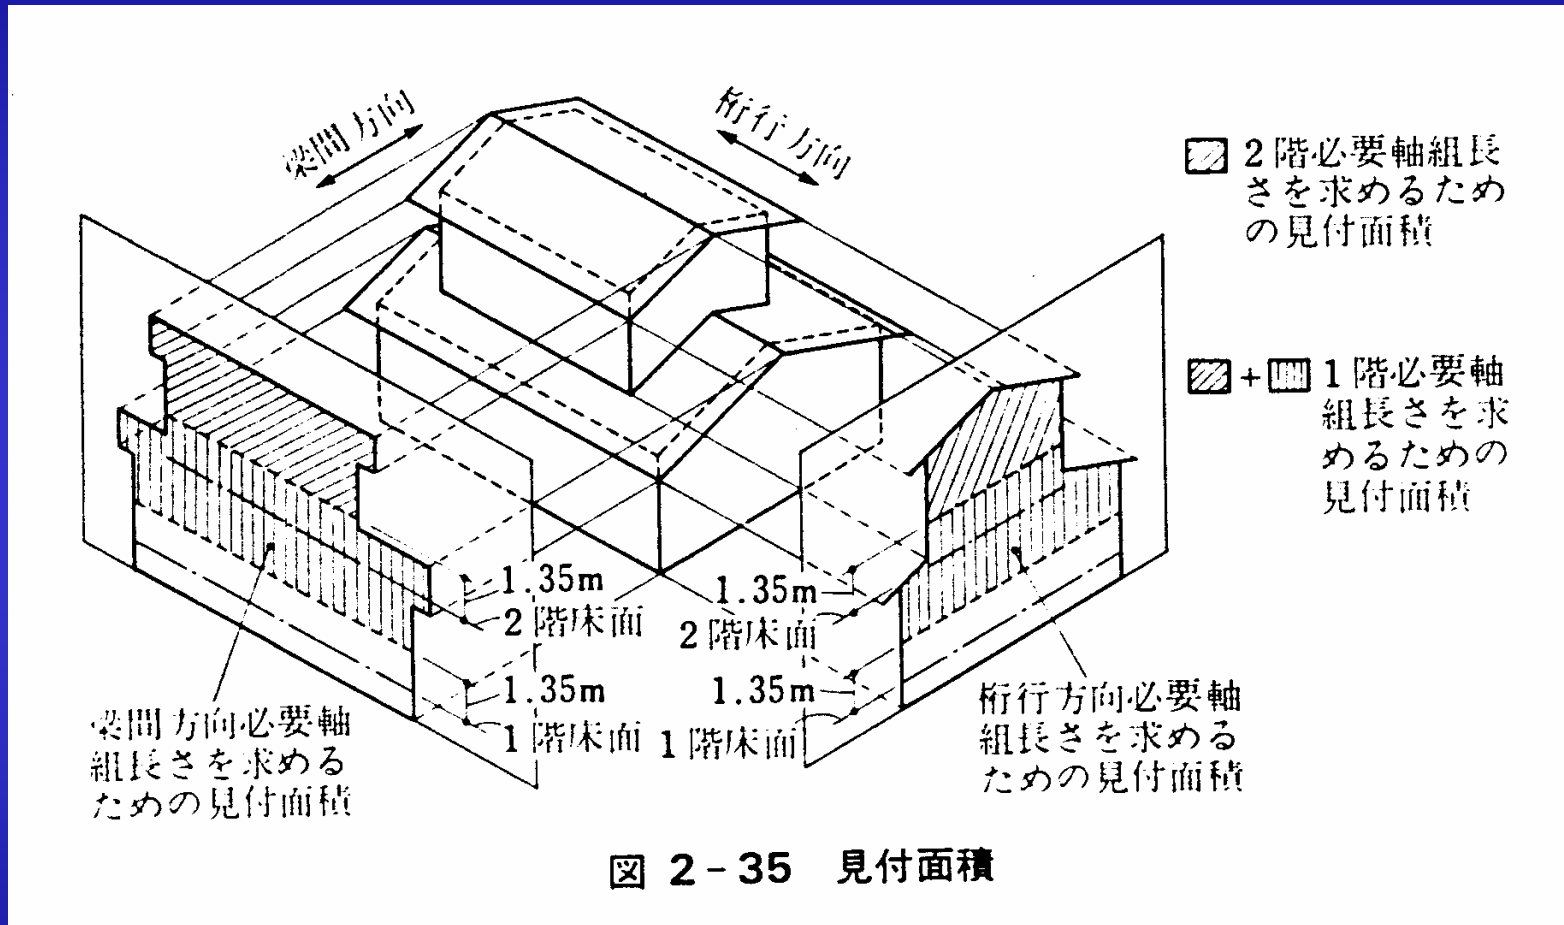 梁間方向
桁行方向
2階必要軸組長
さを求めるため
の見付面積
+
1階必要軸
組長さを求
めるための
見付面積
1.35m
2階床面
1.35m
1階床面
1.35m
2階床面
1.35m
1階床面
梁間方向必要軸
組長さを求める
ための見付面積
桁行方向必要軸
組長さを求める
ための見付面積
図 2-35 見付面積